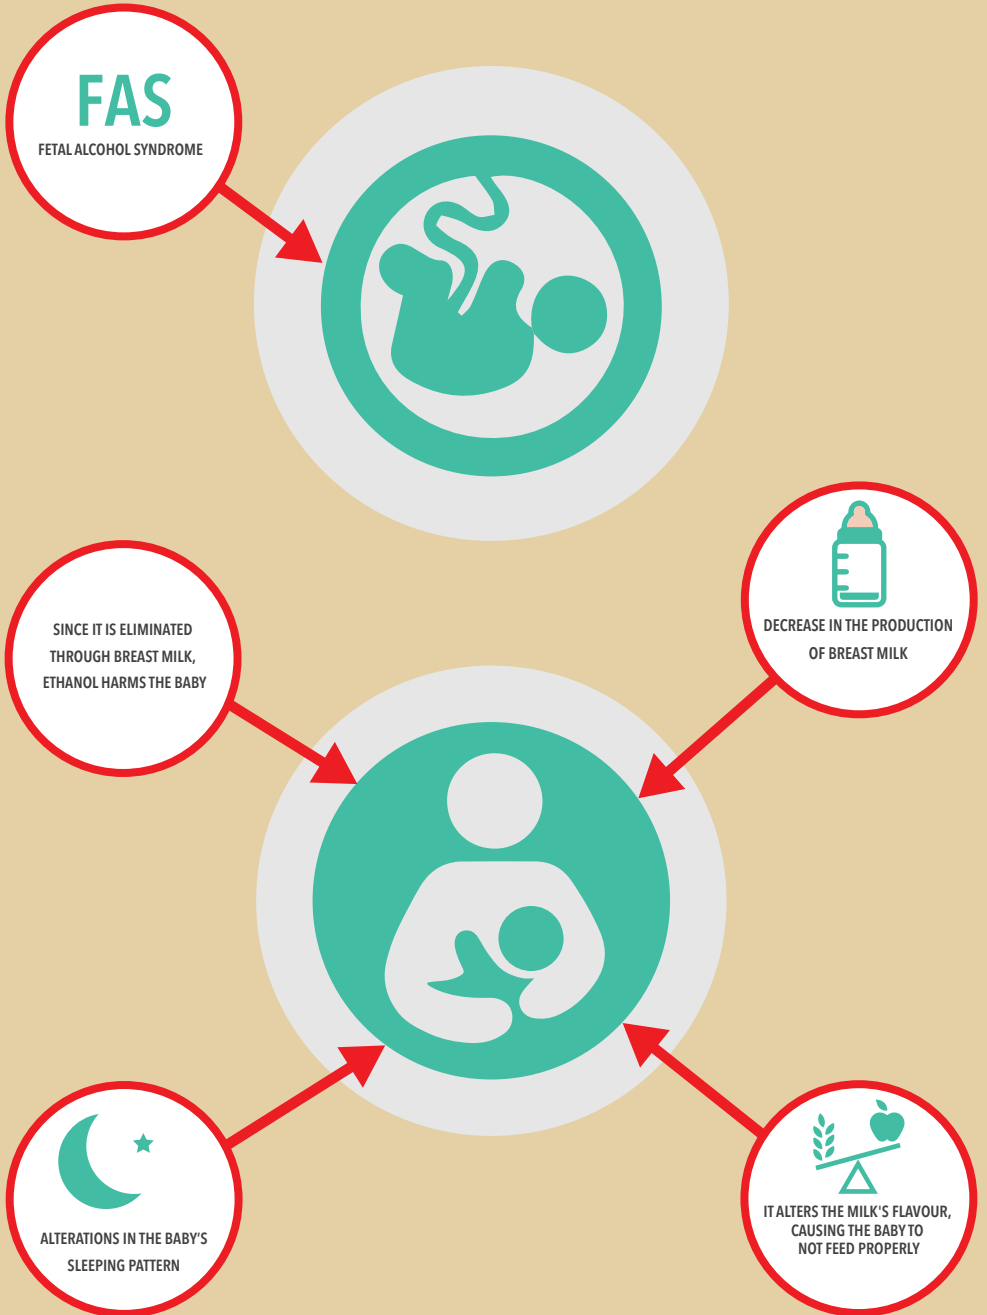 FAS
FETAL ALCOHOL SYNDROME
SINCE IT IS ELIMINATED
THROUGH BREAST MILK,
ETHANOL HARMS THE BABY
DECREASE IN THE PRODUCTION
OF BREAST MILK
ALTERATIONS IN THE BABY'S
SLEEPING PATTERN
IT ALTERS THE MILK'S FLAVOUR,
CAUSING THE BABY TO
NOT FEED PROPERLY